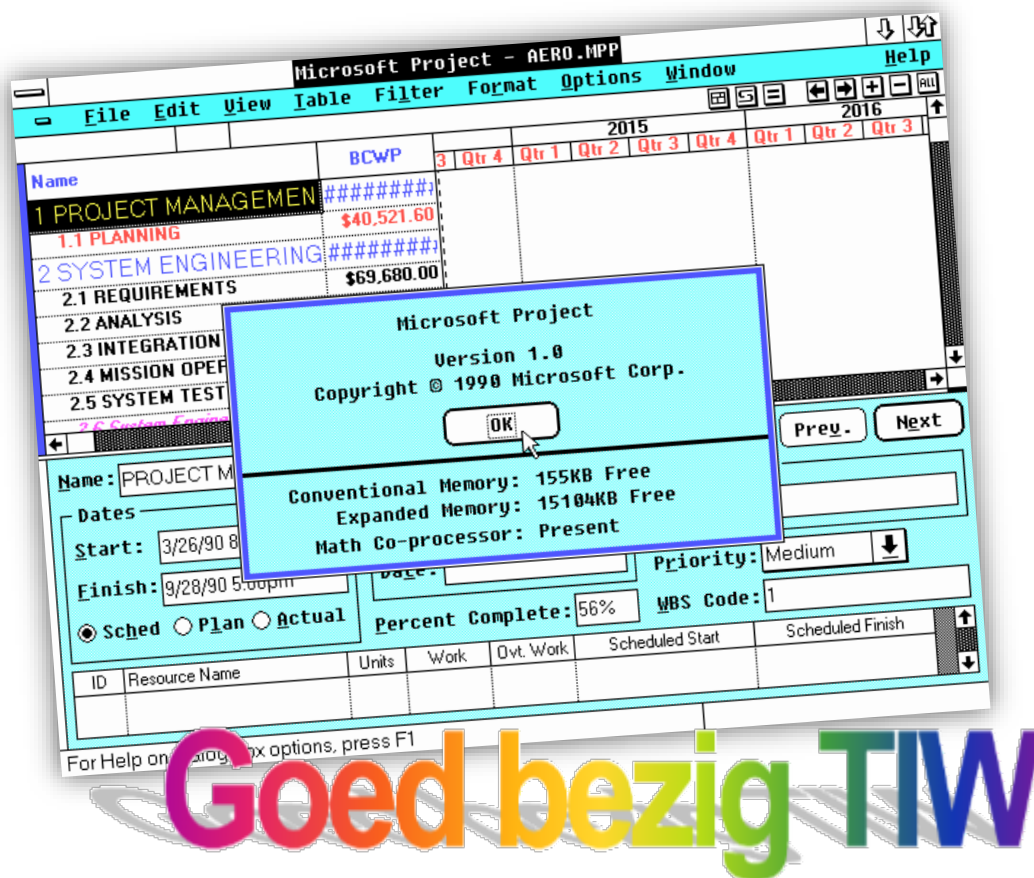 Microsoft Project - AERO.MPP
File Edit View Table Filter Format Options Window Help
ALL
2015 2016
Name BCWP 3 Qtr 4 Qtr 1 Qtr 2 Qtr 3 Qtr 4 Qtr 1 Qtr 2 Qtr 3
1 PROJECT MANAGEMEN ########
1.1 PLANNING $40,521.60
2 SYSTEM ENGINEERING ########
2.1 REQUIREMENTS $69,680.00
2.2 ANALYSIS
2.3 INTEGRATION
2.4 MISSION OPER
2.5 SYSTEM TEST
2.6 System Engine
Microsoft Project
Version 1.0
Copyright © 1990 Microsoft Corp.
OK
Conventional Memory: 155KB Free
Expanded Memory: 15104KB Free
Math Co-processor: Present
Prev. Next
Name: PROJECT M
Dates
Start: 3/26/90 8
Finish: 9/28/90 5:00pm
Date:
Priority: Medium
Sched Plan Actual
Percent Complete: 56% WBS Code: 1
ID Resource Name Units Work Ovt. Work Scheduled Start Scheduled Finish
For Help on dialog box options, press F1
Goed bezig TIW